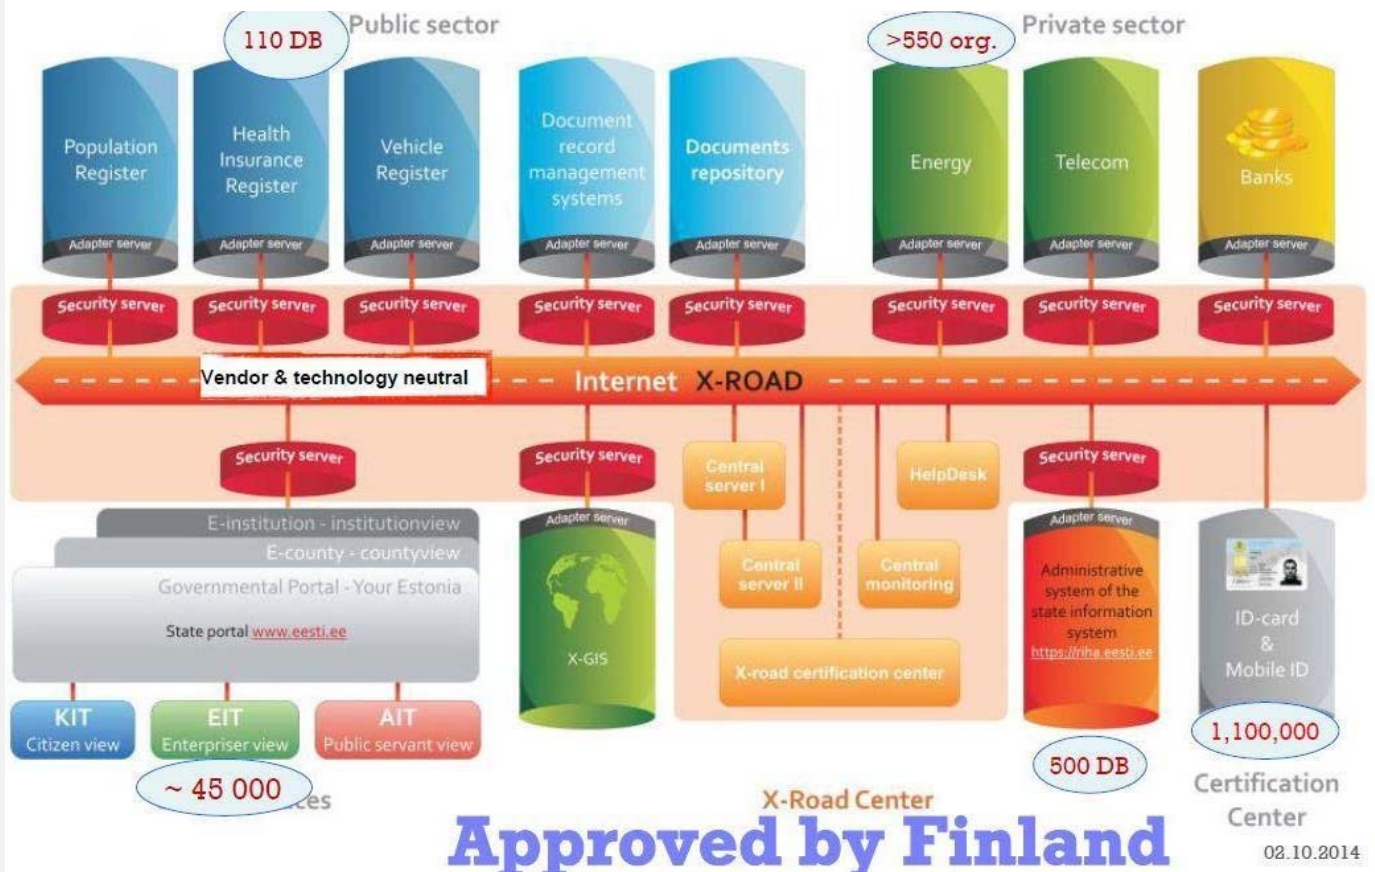 Public sector
110 DB
>550 org.
Private sector
Population
Register
Adapter server
Health
Insurance
Register
Adapter server
Vehicle
Register
Adapter server
Document
record
management
systems
Adapter server
Documents
repository
Adapter server
Energy
Adapter server
Telecom
Adapter server
Banks
Adapter server
Security server
Security server
Security server
Security server
Security server
Security server
Security server
Security server
Vendor & technology neutral
Internet X-ROAD
Security server
Security server
Central
server I
HelpDesk
Security server
E-institution - institutionview
E-county - countyview
Governmental Portal - Your Estonia
State portal www.eesti.ee
KIT
Citizen view
EIT
Enterpriser view
AIT
Public servant view
~ 45 000
Adapter server
X-GIS
Central
server II
Central
monitoring
X-road certification center
Adapter server
Administrative
system of the
state information
system
https://riha.eesti.ee
500 DB
ID-card
&
Mobile ID
1,100,000
Certification
Center
X-Road Center
Approved by Finland
02.10.2014